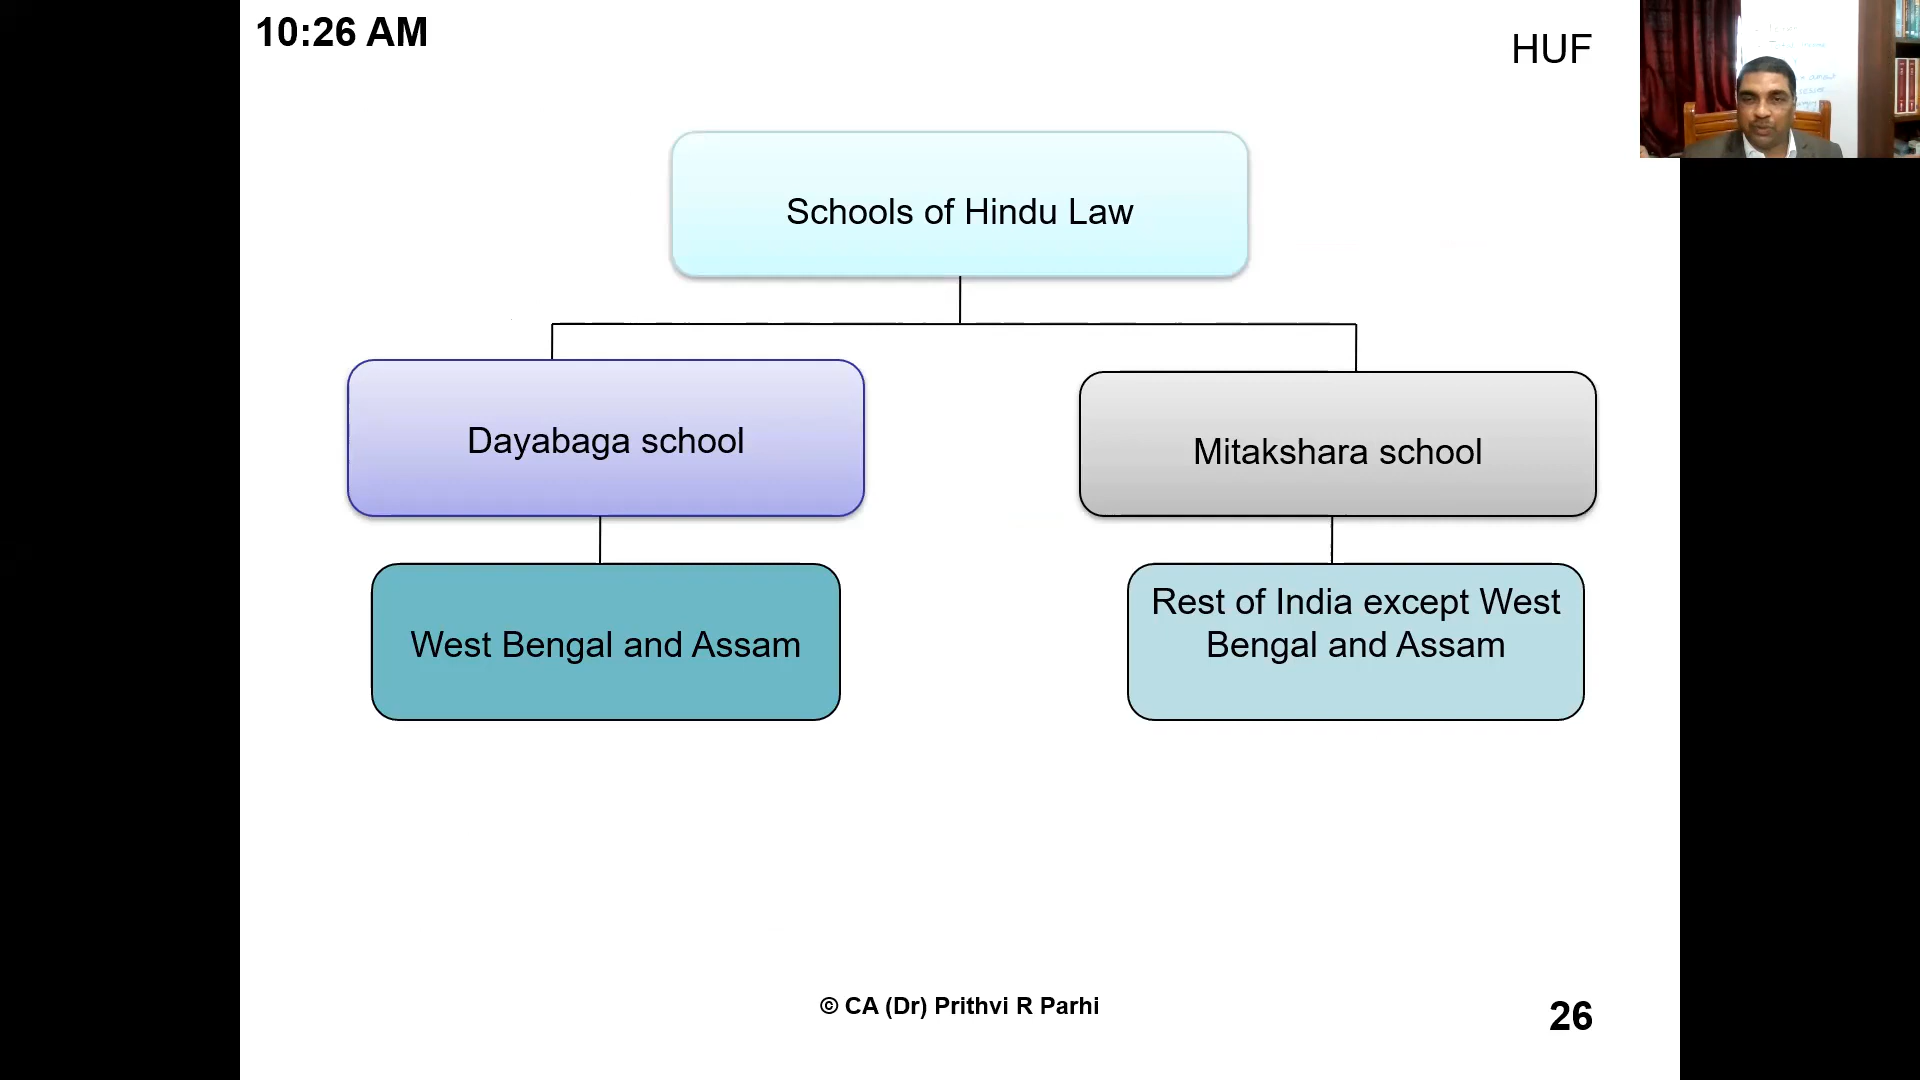 10:26 AM
HUF
Schools of Hindu Law
Dayabaga school
Mitakshara school
West Bengal and Assam
Rest of India except West
Bengal and Assam
© CA (Dr) Prithvi R Parhi
26